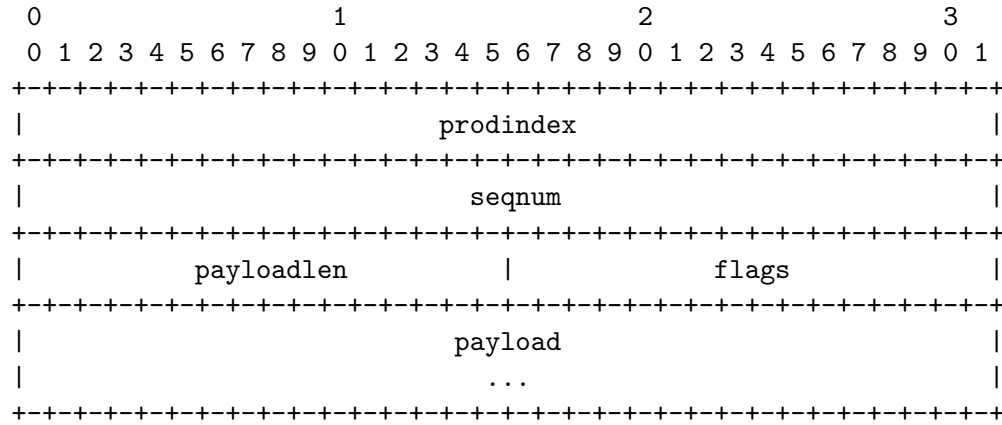 0                   1                   2                   3
0 1 2 3 4 5 6 7 8 9 0 1 2 3 4 5 6 7 8 9 0 1 2 3 4 5 6 7 8 9 0 1
+-+-+-+-+-+-+-+-+-+-+-+-+-+-+-+-+-+-+-+-+-+-+-+-+-+-+-+-+-+-+-+-+
|                           prodindex                           |
+-+-+-+-+-+-+-+-+-+-+-+-+-+-+-+-+-+-+-+-+-+-+-+-+-+-+-+-+-+-+-+-+
|                             seqnum                            |
+-+-+-+-+-+-+-+-+-+-+-+-+-+-+-+-+-+-+-+-+-+-+-+-+-+-+-+-+-+-+-+-+
|           payloadlen          |             flags             |
+-+-+-+-+-+-+-+-+-+-+-+-+-+-+-+-+-+-+-+-+-+-+-+-+-+-+-+-+-+-+-+-+
|                            payload                            |
|                              ...                              |
+-+-+-+-+-+-+-+-+-+-+-+-+-+-+-+-+-+-+-+-+-+-+-+-+-+-+-+-+-+-+-+-+